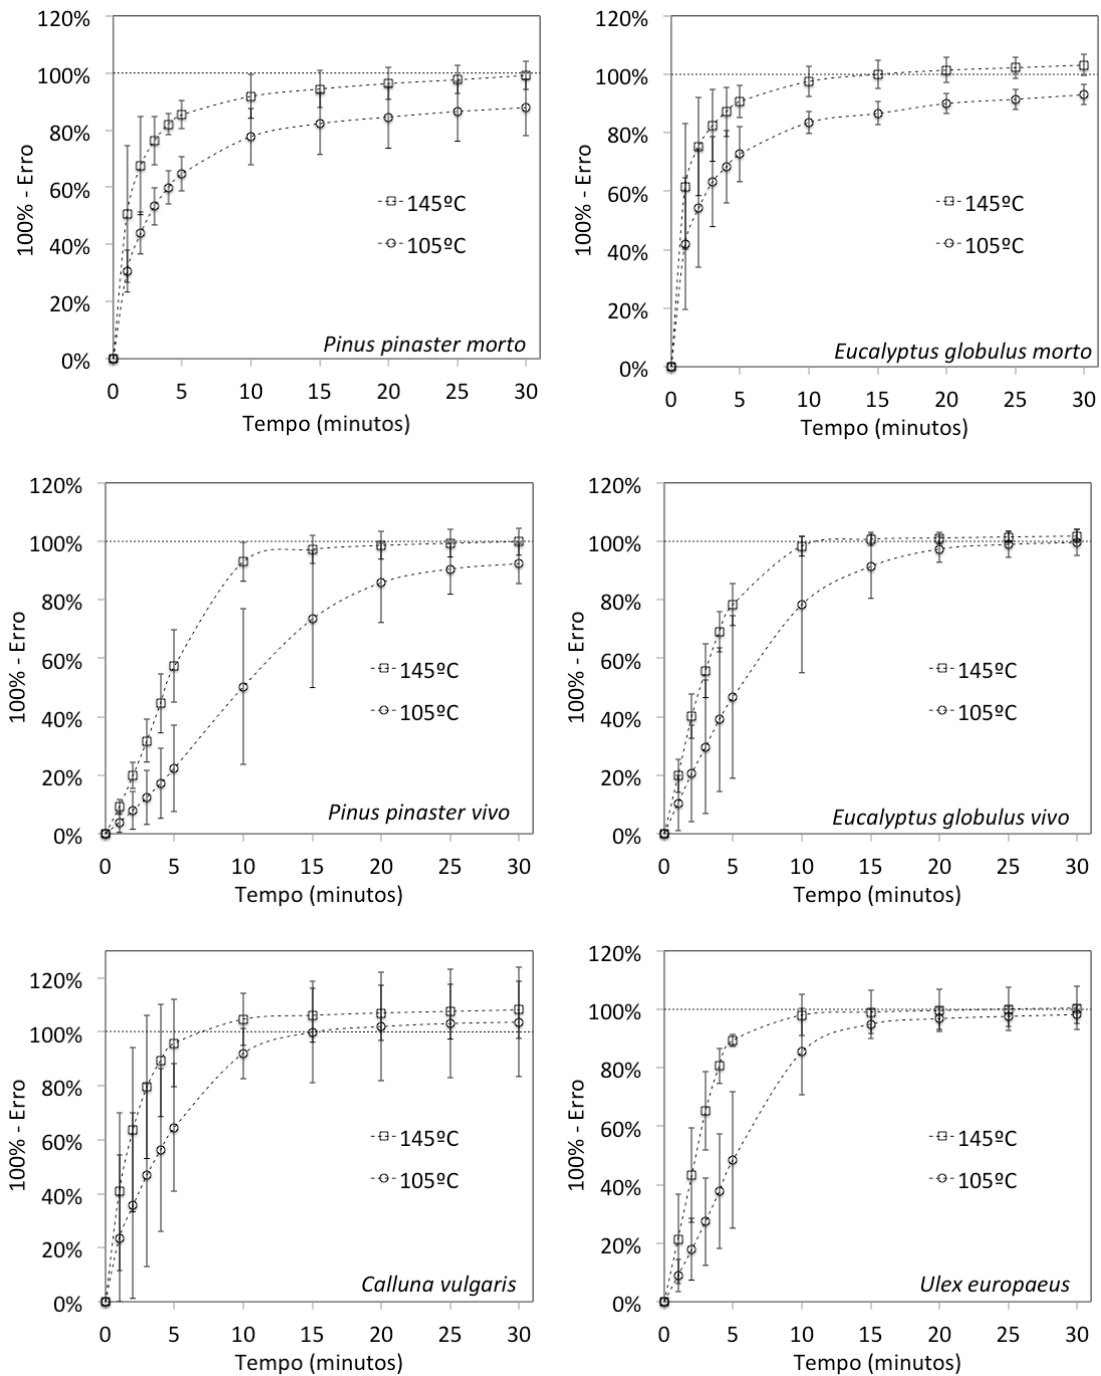 120%
100%
80%
60%
40%
20%
0%
100% - Erro
145ºC
105ºC
Pinus pinaster morto
0 5 10 15 20 25 30
Tempo (minutos)
120%
100%
80%
60%
40%
20%
0%
100% - Erro
145ºC
105ºC
Eucalyptus globulus morto
0 5 10 15 20 25 30
Tempo (minutos)
120%
100%
80%
60%
40%
20%
0%
100% - Erro
145ºC
105ºC
Pinus pinaster vivo
0 5 10 15 20 25 30
Tempo (minutos)
120%
100%
80%
60%
40%
20%
0%
100% - Erro
145ºC
105ºC
Eucalyptus globulus vivo
0 5 10 15 20 25 30
Tempo (minutos)
120%
100%
80%
60%
40%
20%
0%
100% - Erro
145ºC
105ºC
Calluna vulgaris
0 5 10 15 20 25 30
Tempo (minutos)
120%
100%
80%
60%
40%
20%
0%
100% - Erro
145ºC
105ºC
Ulex europaeus
0 5 10 15 20 25 30
Tempo (minutos)